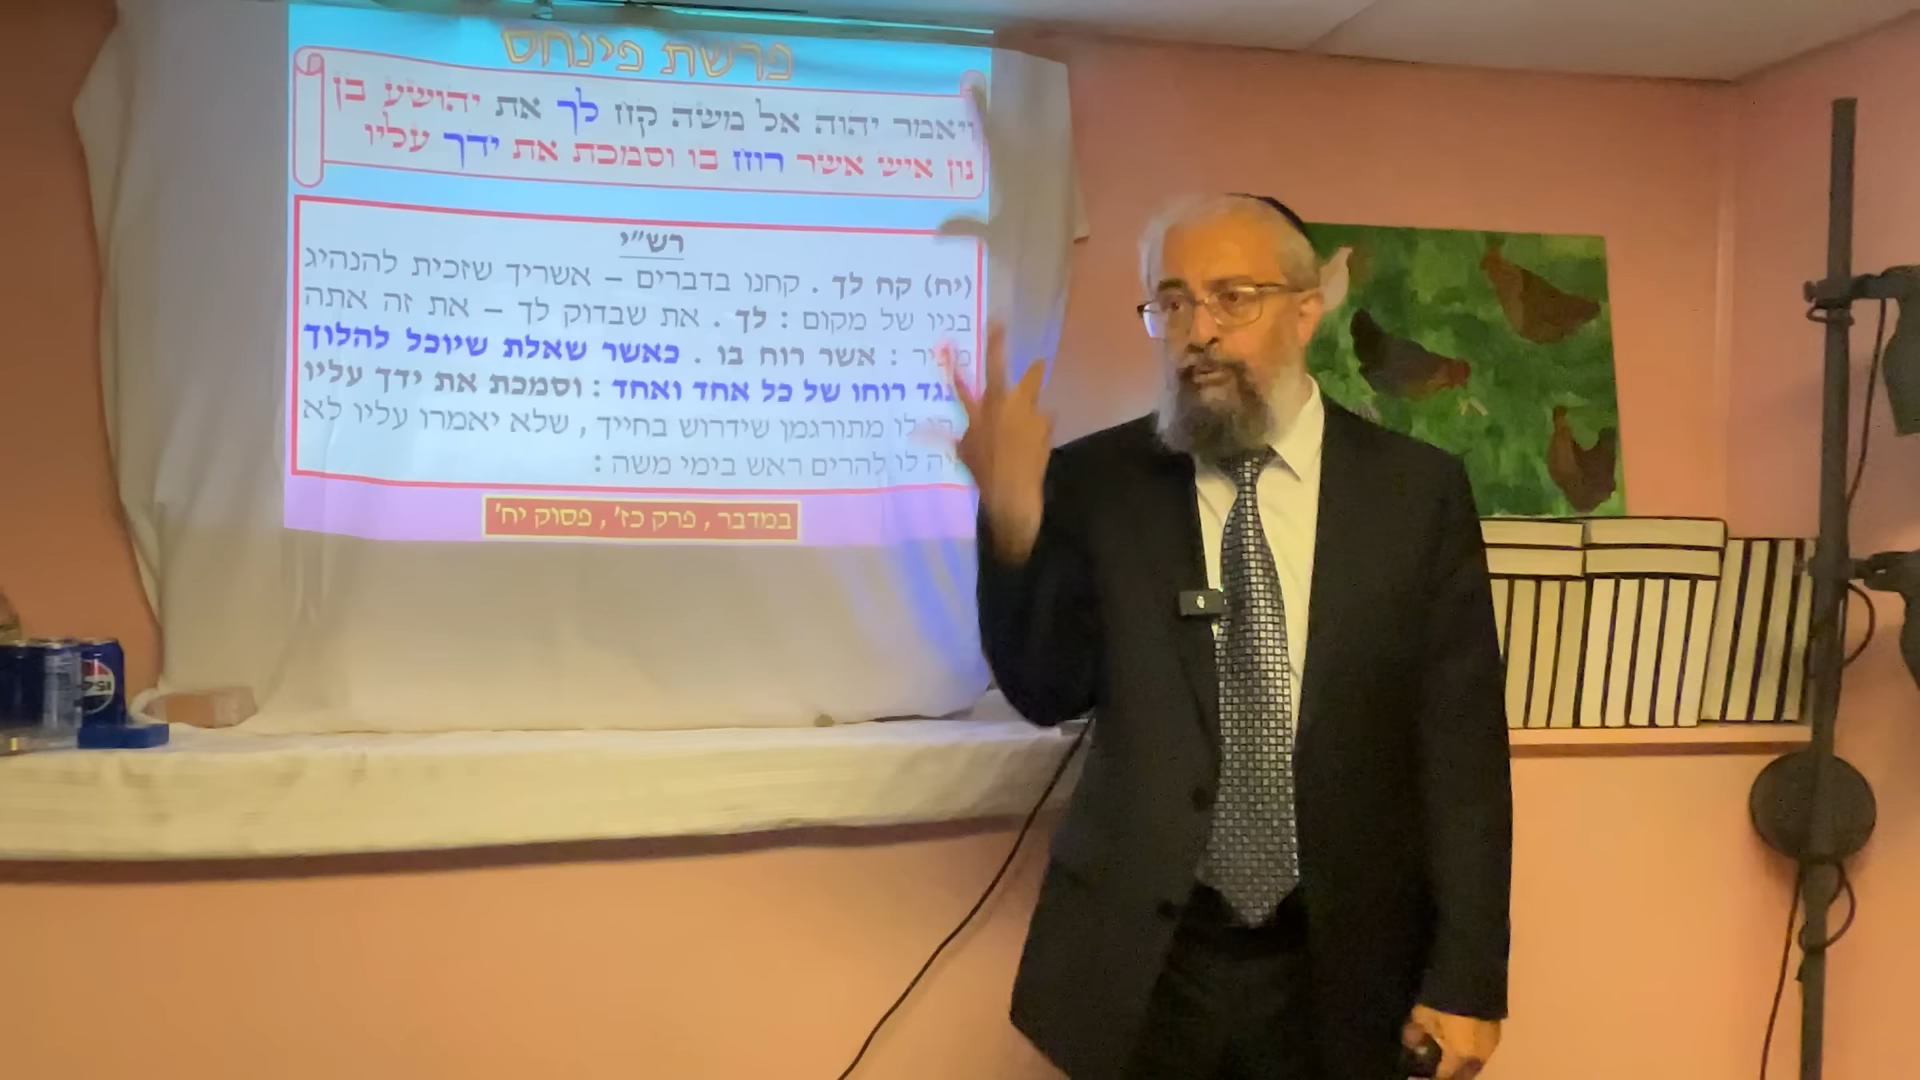 פרשת פינחס
ויאמר יהוה אל משה קח לך את יהושע בן
נון איש אשר רוח בו וסמכת את ידך עליו
רש״י
(יח) קח לך . קחנו בדברים – אשריך שזכית להנהיג
בניו של מקום : לך . את שבדוק לך – את זה אתה
: אשר רוח בו . כאשר שאלת שיוכל להלוך
רוחו של כל אחד ואחד : וסמכת את ידך עליו
לו מתורגמן שידרוש בחייך , שלא יאמרו עליו לא
לו להרים ראש בימי משה :
במדבר , פרק כז' , פסוק יח'